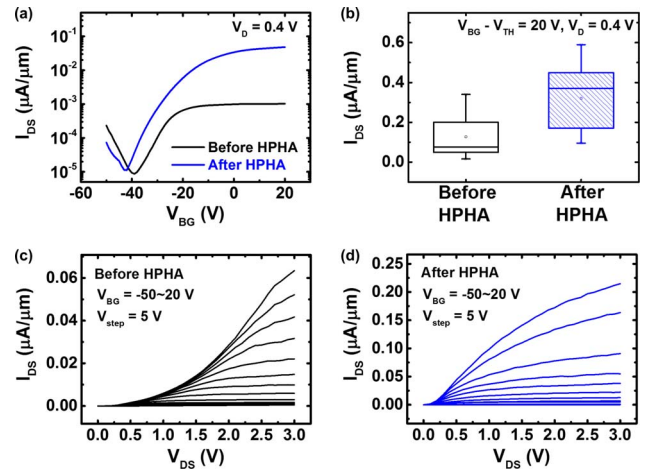 (a)
V_D = 0.4 V
I_DS (μA/μm)
10^-1
10^-2
10^-3
10^-4
10^-5
Before HPHA
After HPHA
-60 -40 -20 0 20
V_BG (V)
(b)
V_BG - V_TH = 20 V, V_D = 0.4V
I_DS (μA/μm)
0.6
0.4
0.2
0.0
Before HPHA
After HPHA
(c)
Before HPHA
V_BG = -50~20 V
V_step = 5 V
I_DS (μA/μm)
0.06
0.04
0.02
0.00
0.0 0.5 1.0 1.5 2.0 2.5 3.0
V_DS (V)
(d)
After HPHA
V_BG = -50~20 V
V_step = 5 V
I_DS (μA/μm)
0.25
0.20
0.15
0.10
0.05
0.00
0.0 0.5 1.0 1.5 2.0 2.5 3.0
V_DS (V)